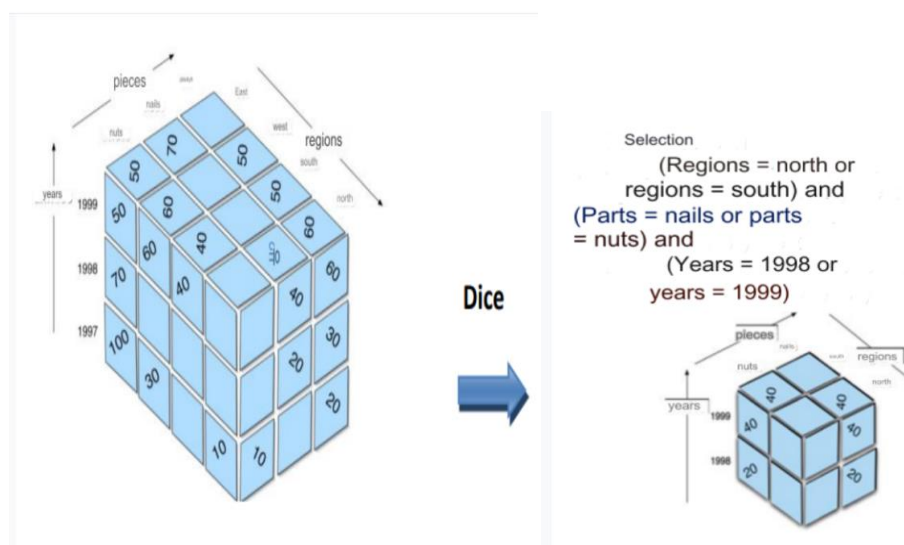 pieces
nuts
nails
East
west
south
north
regions
years
1999
1998
1997
50
70
50
60
50
40
60
50
60
40
40
60
70
20
30
100
30
10
10
20
Dice
Selection
(Regions = north or
regions = south) and
(Parts = nails or parts
= nuts) and
(Years = 1998 or
years = 1999)
pieces
nuts
nails
south
regions
north
years
1999
1998
40
40
40
40
20
20